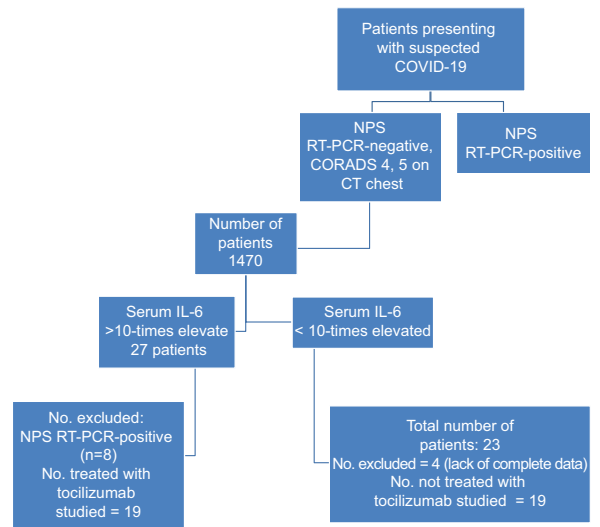 Patients presenting
with suspected
COVID-19
NPS
RT-PCR-negative,
CORADS 4, 5 on
CT chest
NPS
RT-PCR-positive
Number of
patients
1470
Serum IL-6
>10-times elevate
27 patients
Serum IL-6
< 10-times elevated
No. excluded:
NPS RT-PCR-positive
(n=8)
No. treated with
tocilizumab
studied = 19
Total number of
patients: 23
No. excluded = 4 (lack of complete data)
No. not treated with
tocilizumab studied = 19